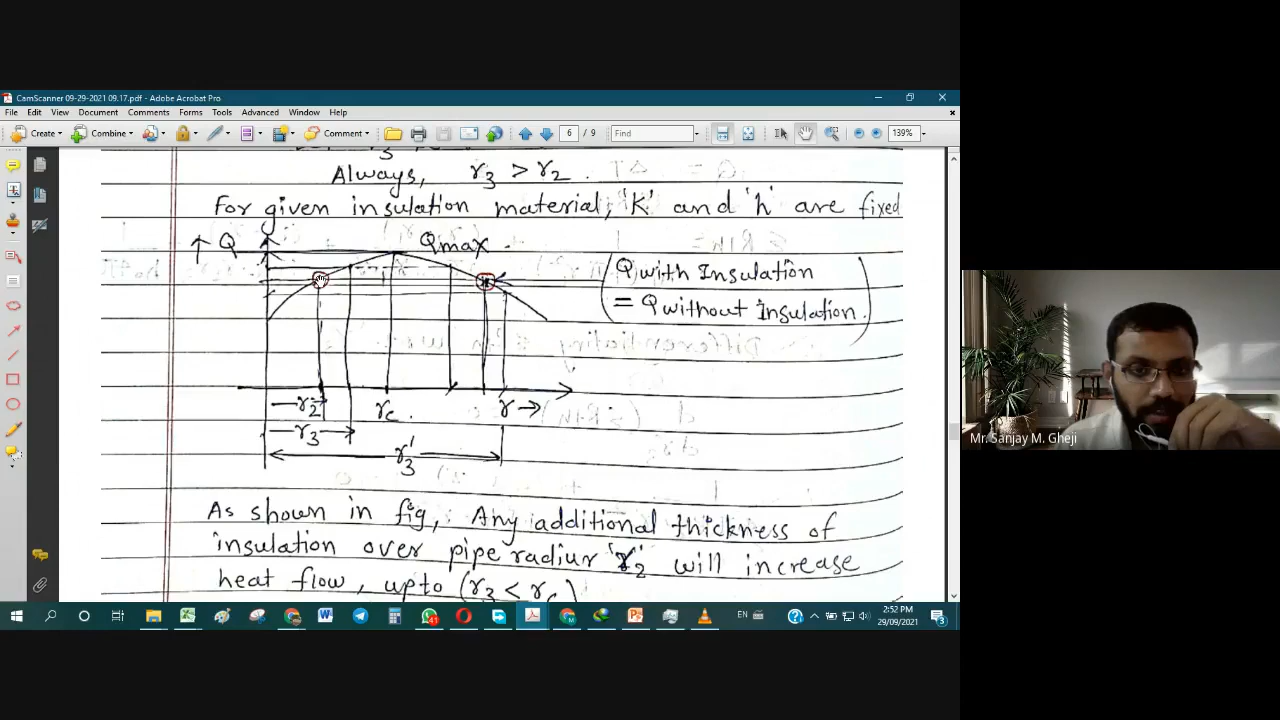 CamScanner 09-29-2021 09.17.pdf - Adobe Acrobat Pro
File Edit View Document Comments Forms Tools Advanced Window Help
Create Combine Comment 6 / 9 Find 139%
Always, r3 > r2
For given insulation material, 'K' and 'h' are fixed
↑ Q Qmax
(Q with Insulation
= Q without Insulation.)
r2 rc. r →
r3
r3'
As shown in fig, Any additional thickness of
insulation over pipe radiur 'r2' will increase
heat flow, upto (r3 < rc)
Mr. Sanjay M. Gheji
EN 2:52 PM
29/09/2021